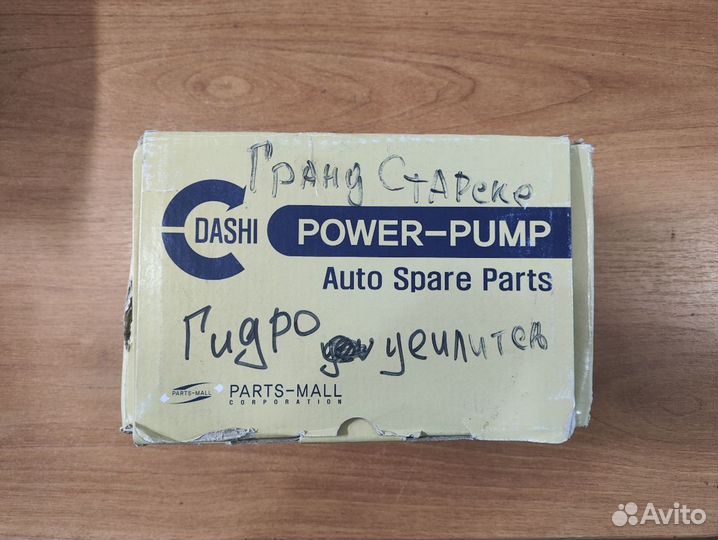 Гранд Старекс
DASHI POWER-PUMP
Auto Spare Parts
Гидро усилитель
PARTS-MALL PARTS-MALL
CORPORATION
Avito